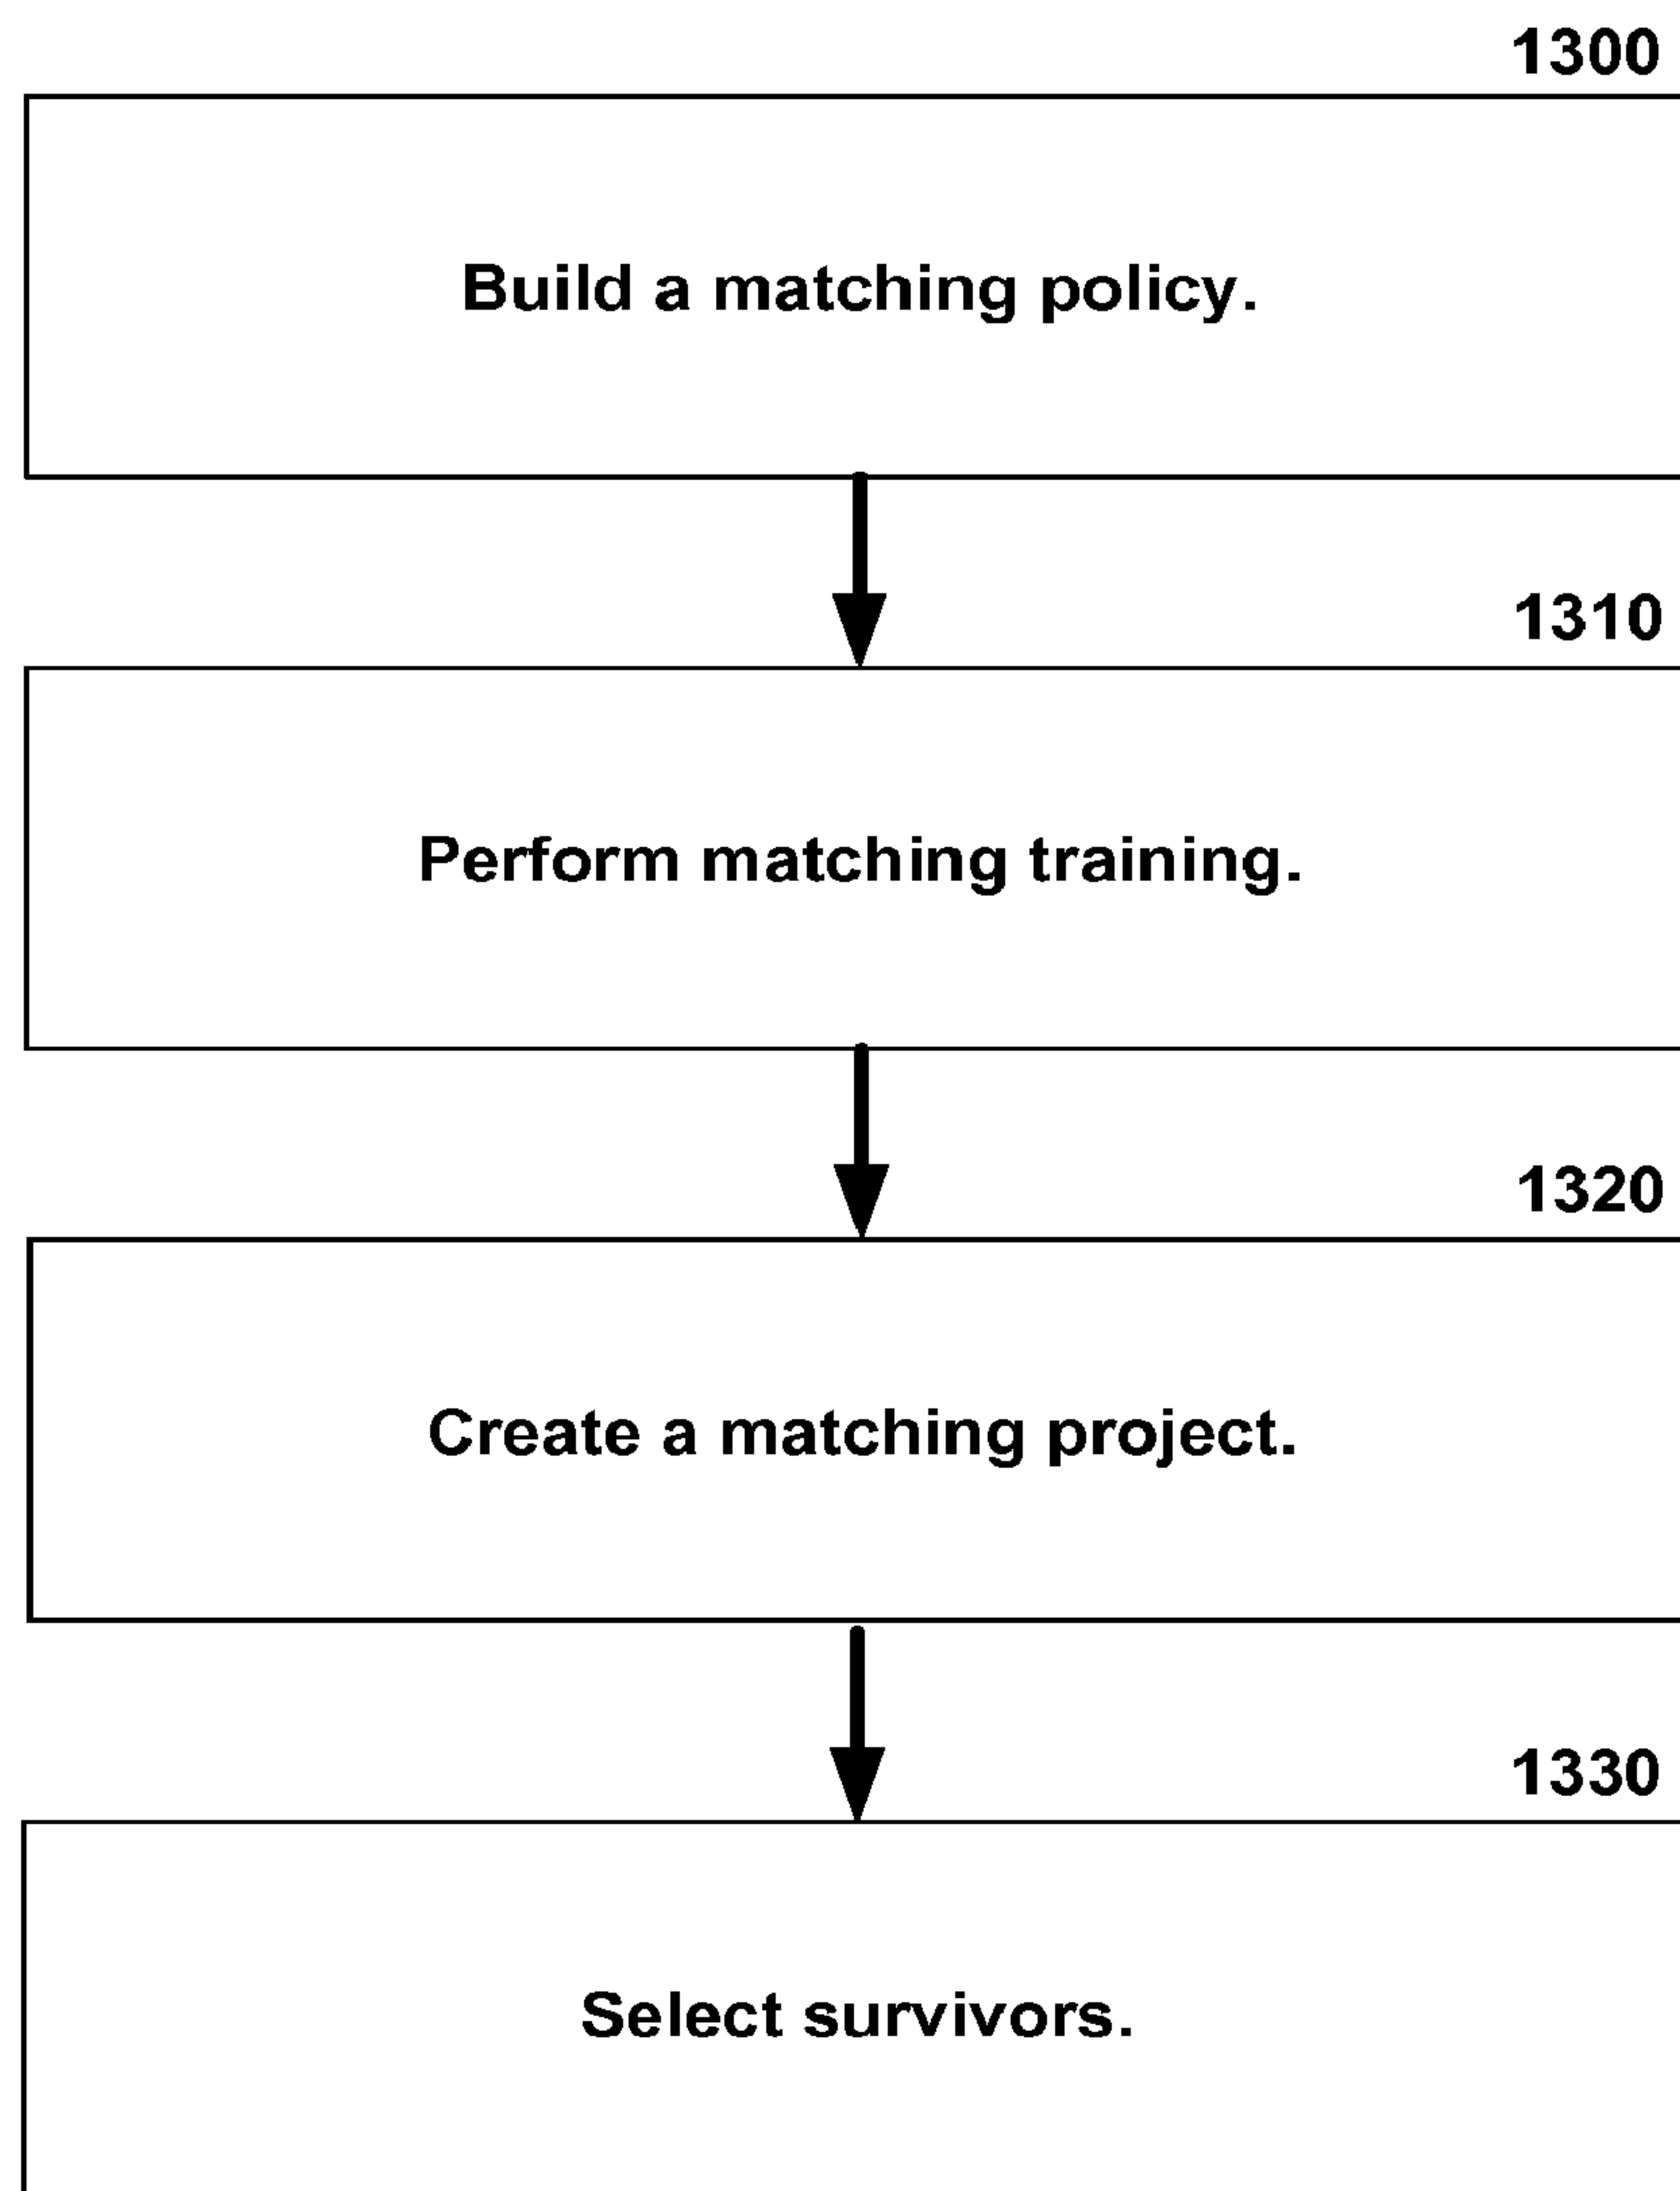 1300
Build a matching policy.
1310
Perform matching training.
1320
Create a matching project.
1330
Select survivors.